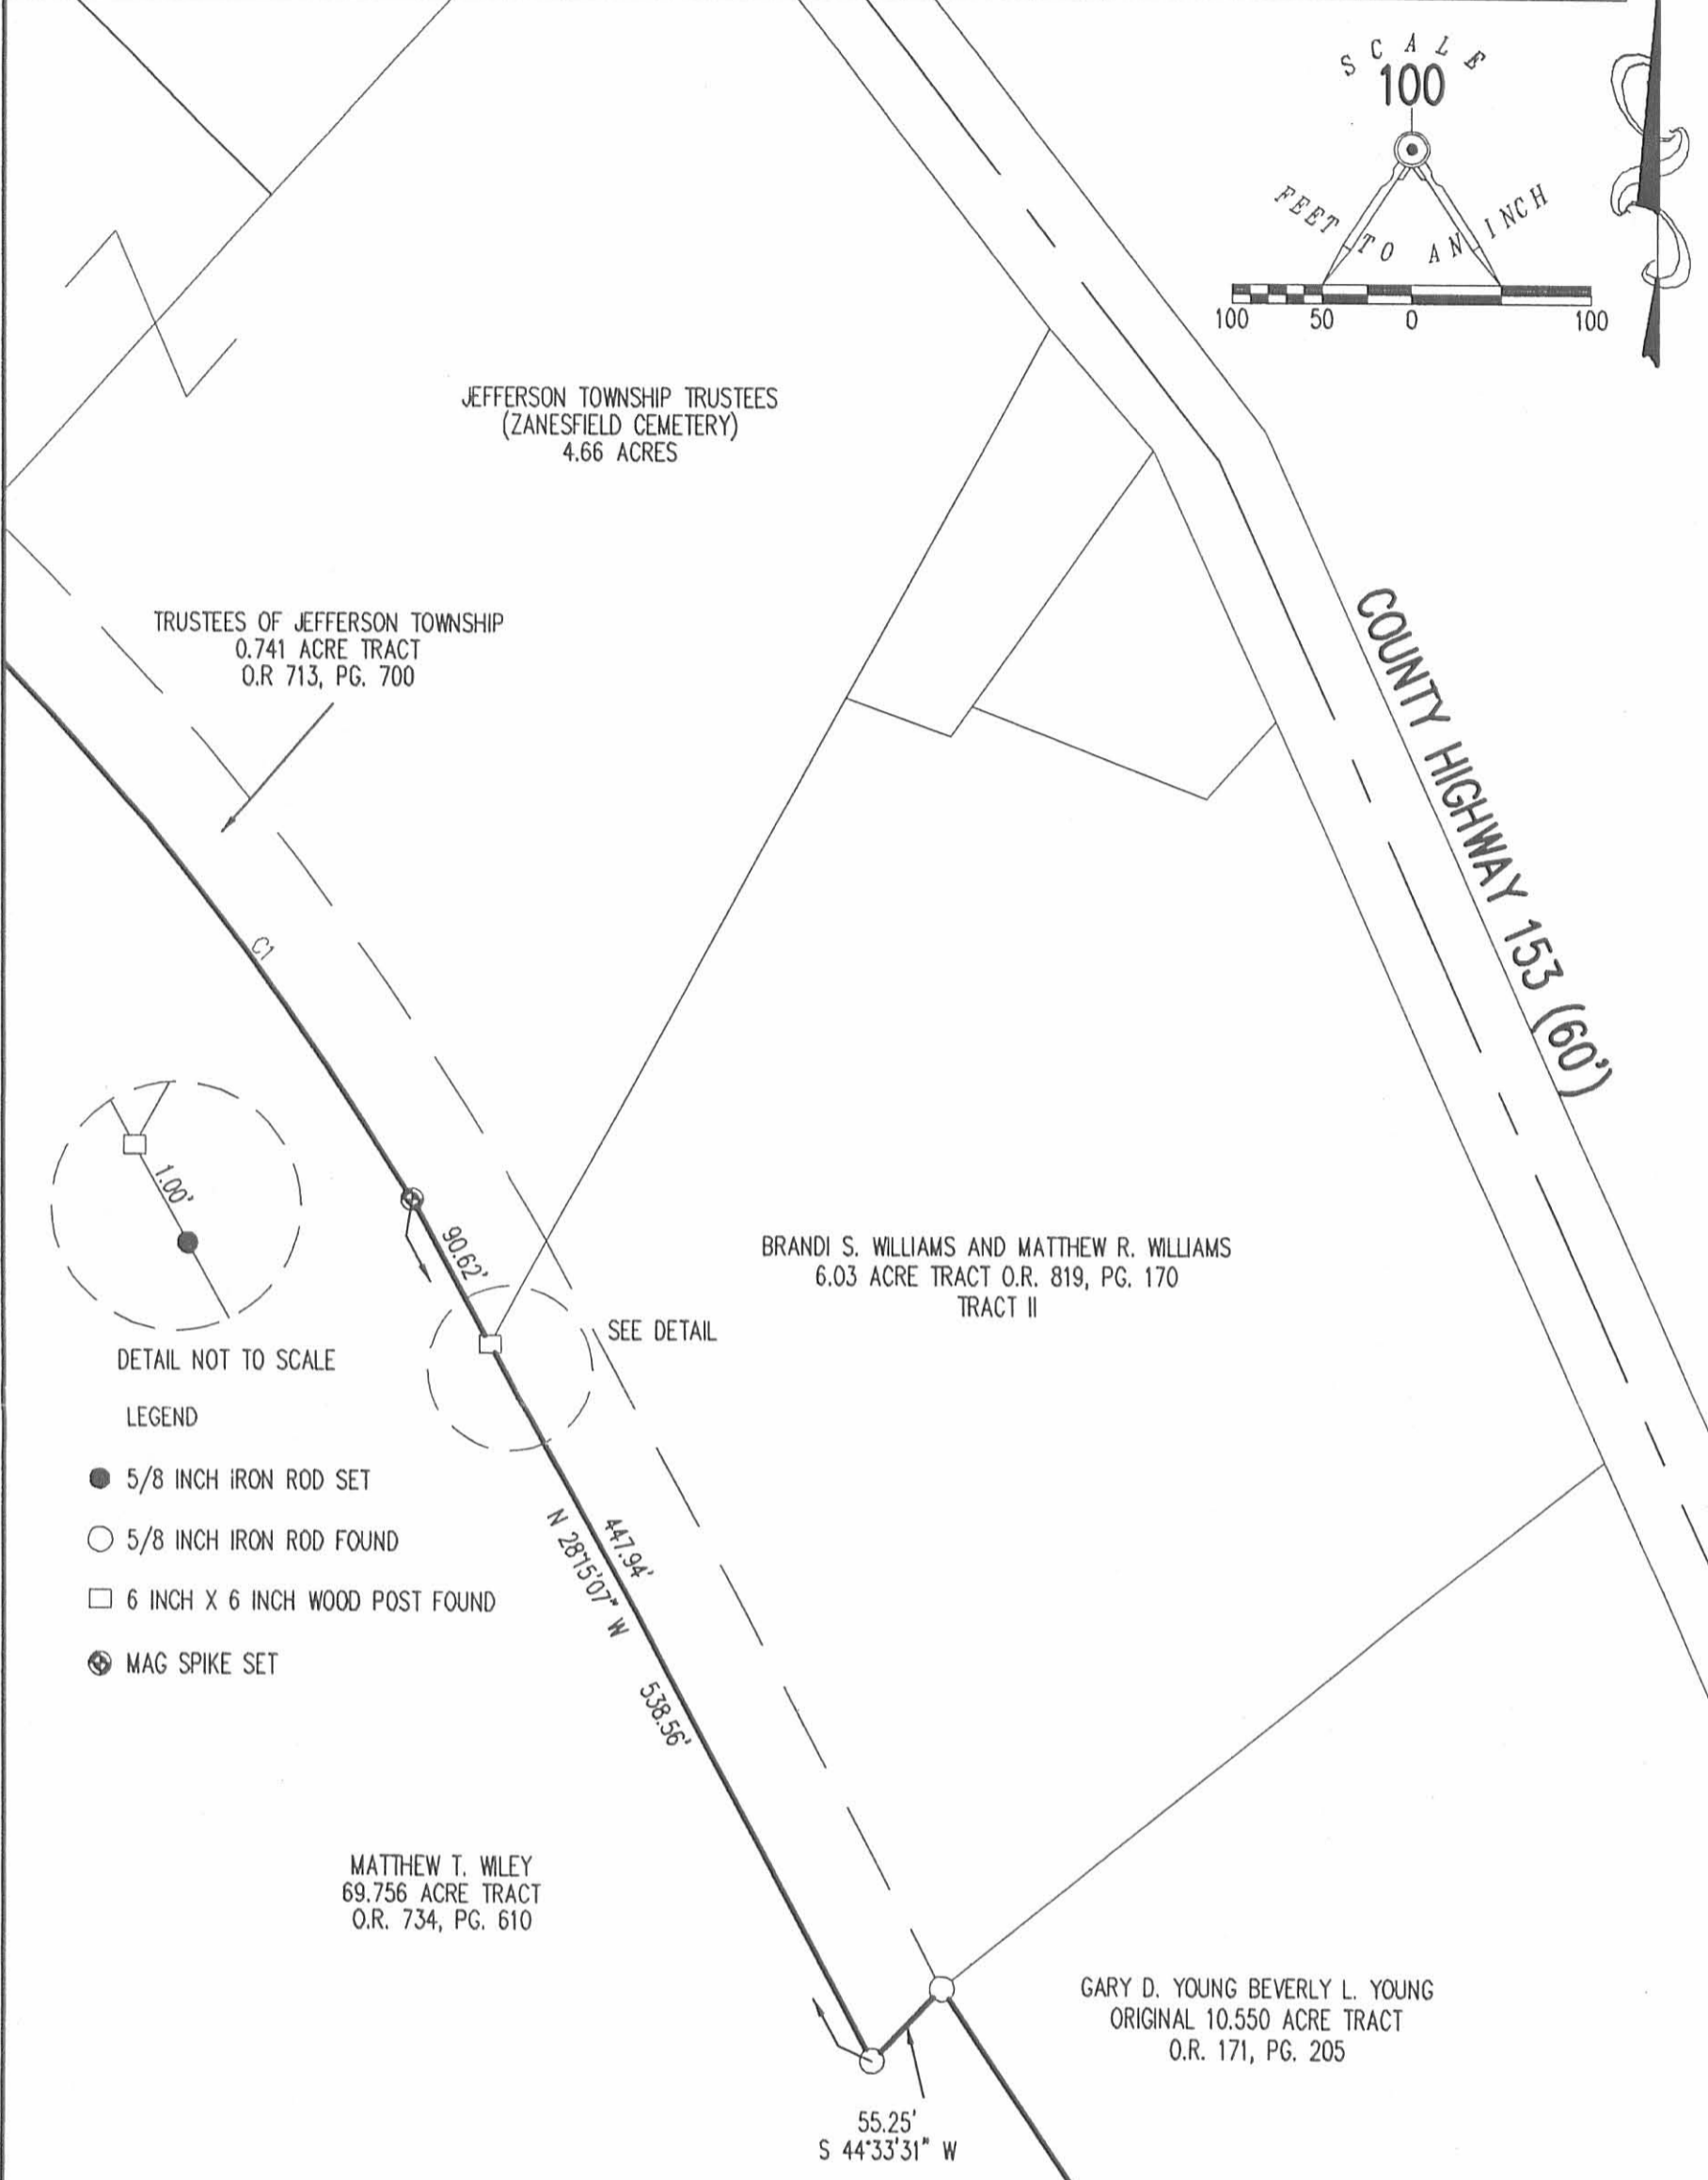 SCALE
100
FEET TO AN INCH
100 50 0 100
JEFFERSON TOWNSHIP TRUSTEES
(ZANESFIELD CEMETERY)
4.66 ACRES
TRUSTEES OF JEFFERSON TOWNSHIP
0.741 ACRE TRACT
O.R 713, PG. 700
COUNTY HIGHWAY 153 (60')
C1
1.00'
90.62'
BRANDI S. WILLIAMS AND MATTHEW R. WILLIAMS
6.03 ACRE TRACT O.R. 819, PG. 170
TRACT II
SEE DETAIL
DETAIL NOT TO SCALE
LEGEND
5/8 INCH IRON ROD SET
5/8 INCH IRON ROD FOUND
6 INCH X 6 INCH WOOD POST FOUND
MAG SPIKE SET
447.94'
N 28°15'07" W
538.56'
MATTHEW T. WILEY
69.756 ACRE TRACT
O.R. 734, PG. 610
GARY D. YOUNG BEVERLY L. YOUNG
ORIGINAL 10.550 ACRE TRACT
O.R. 171, PG. 205
55.25'
S 44°33'31" W